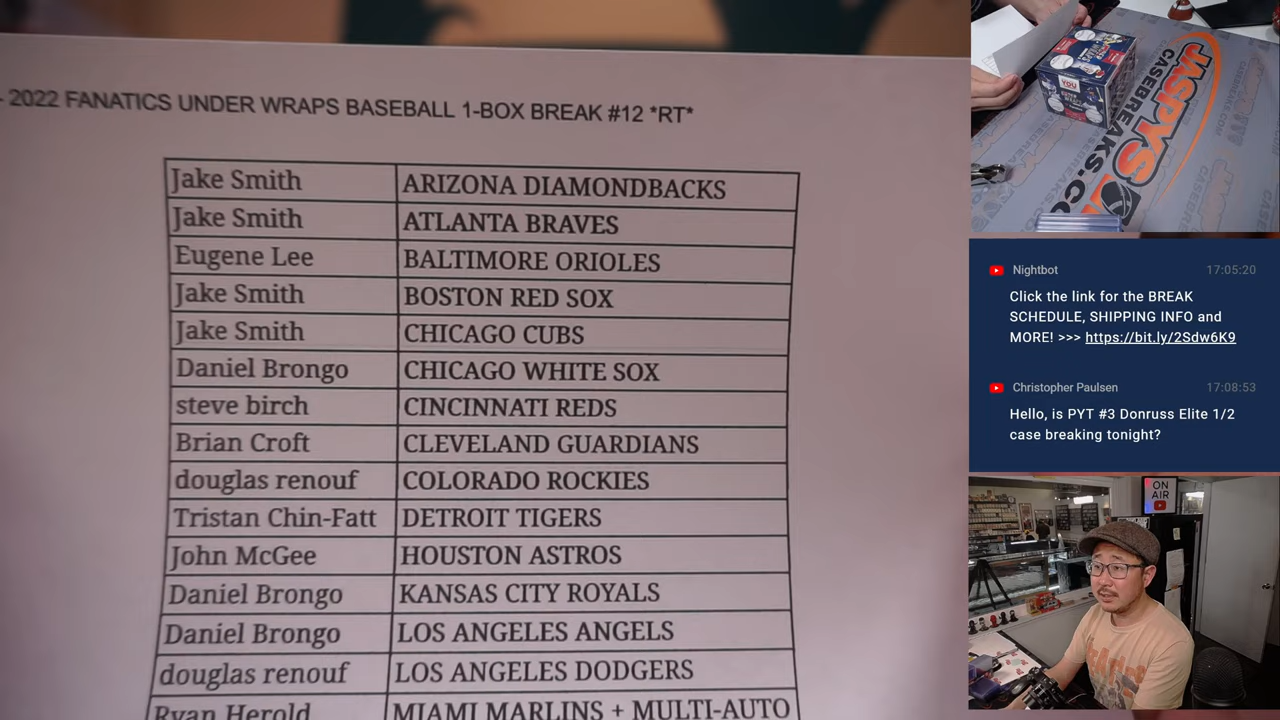 - 2022 FANATICS UNDER WRAPS BASEBALL 1-BOX BREAK #12 *RT*
Jake Smith ARIZONA DIAMONDBACKS
Jake Smith ATLANTA BRAVES
Eugene Lee BALTIMORE ORIOLES
Jake Smith BOSTON RED SOX
Jake Smith CHICAGO CUBS
Daniel Brongo CHICAGO WHITE SOX
steve birch CINCINNATI REDS
Brian Croft CLEVELAND GUARDIANS
douglas renouf COLORADO ROCKIES
Tristan Chin-Fatt DETROIT TIGERS
John McGee HOUSTON ASTROS
Daniel Brongo KANSAS CITY ROYALS
Daniel Brongo LOS ANGELES ANGELS
douglas renouf LOS ANGELES DODGERS
Ryan Herold MIAMI MARLINS + MULTI-AUTO
YOU
JASPYS
CASEBREAKS.COM
Nightbot 17:05:20
Click the link for the BREAK
SCHEDULE, SHIPPING INFO and
MORE! >>> https://bit.ly/2Sdw6K9
Christopher Paulsen 17:08:53
Hello, is PYT #3 Donruss Elite 1/2
case breaking tonight?
ON
AIR